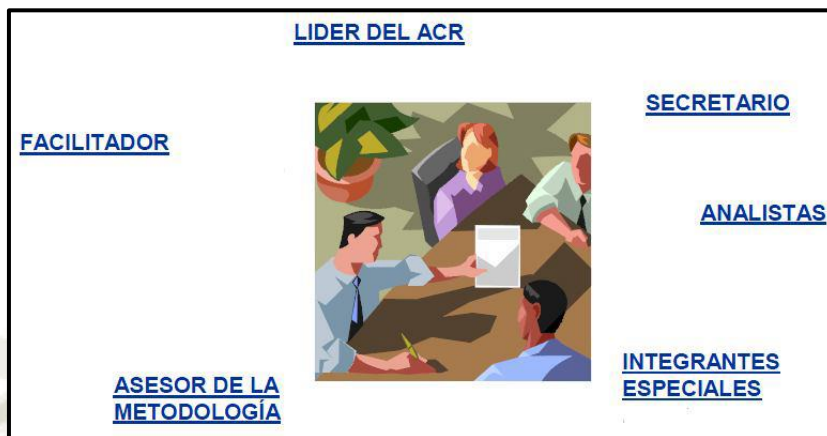 LIDER DEL ACR
SECRETARIO
FACILITADOR
ANALISTAS
INTEGRANTES
ESPECIALES
ASESOR DE LA
METODOLOGÍA